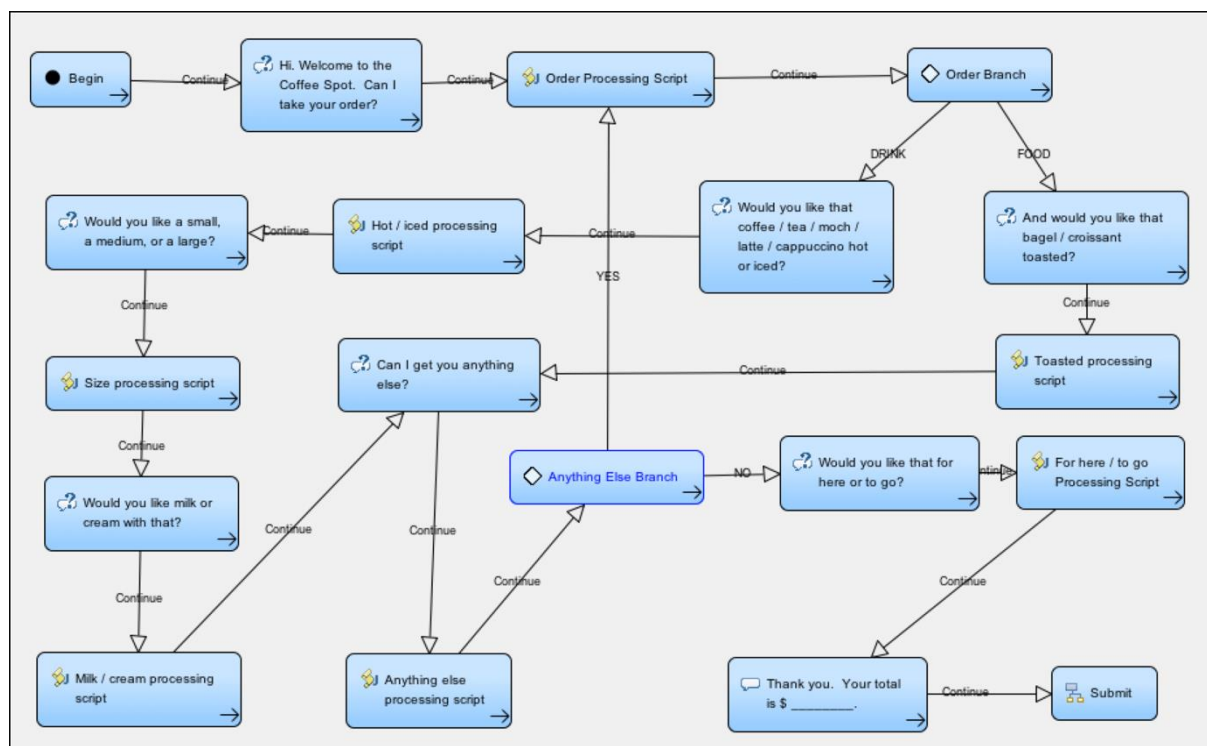 Begin
Continue
Hi. Welcome to the
Coffee Spot. Can I
take your order?
Continue
Order Processing Script
Continue
Order Branch
DRINK
FOOD
Would you like a small,
a medium, or a large?
Continue
Hot / iced processing
script
Continue
Would you like that
coffee / tea / moch /
latte / cappuccino hot
or iced?
And would you like that
bagel / croissant
toasted?
YES
Continue
Continue
Size processing script
Can I get you anything
else?
Continue
Toasted processing
script
Continue
Anything Else Branch
NO
Would you like that for
here or to go?
ntinue
For here / to go
Processing Script
Would you like milk or
cream with that?
Continue
Continue
Continue
Continue
Continue
Milk / cream processing
script
Anything else
processing script
Thank you. Your total
is $ ________.
Continue
Submit